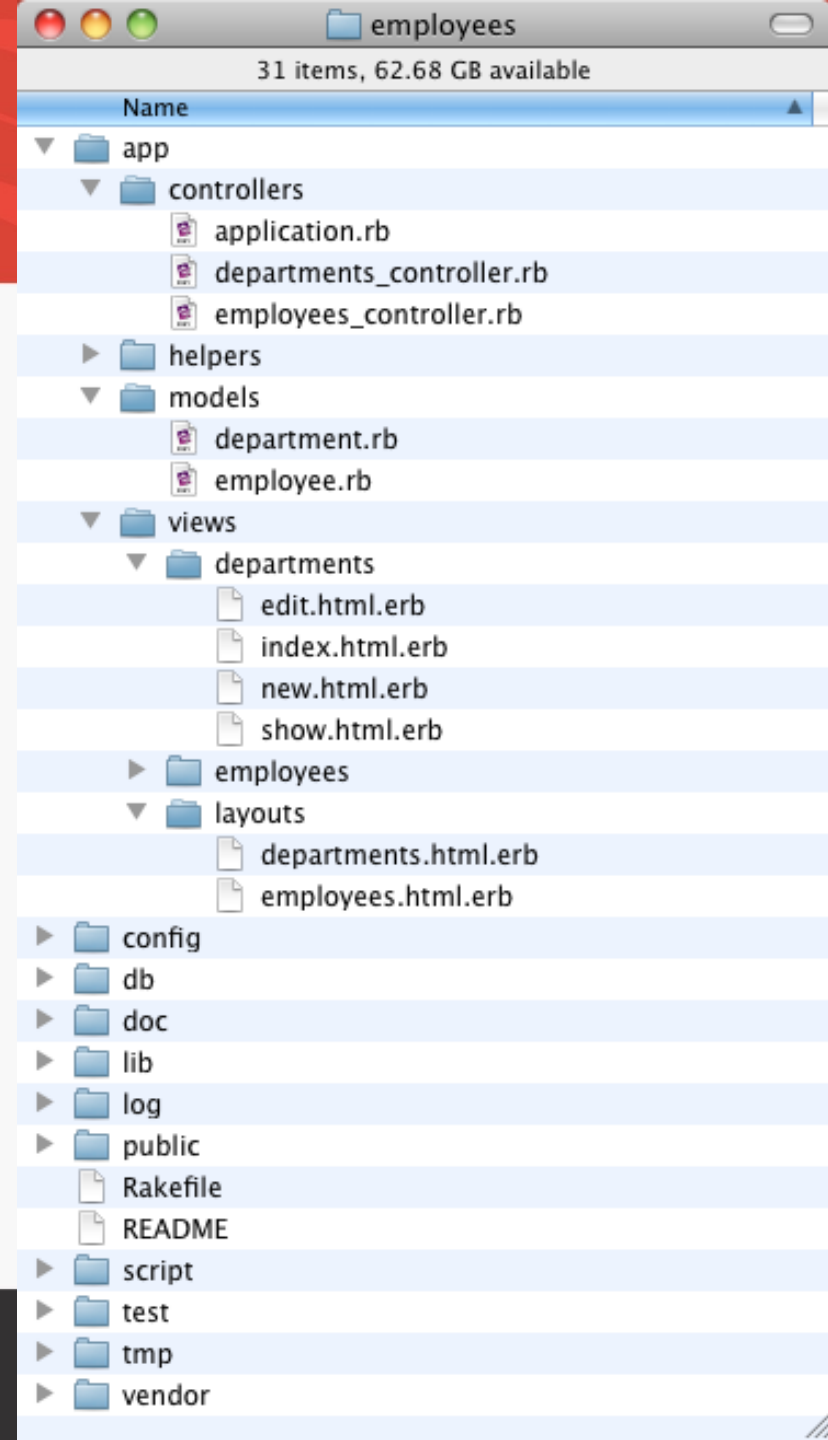 employees
31 items, 62.68 GB available
Name
app
controllers
application.rb
departments_controller.rb
employees_controller.rb
helpers
models
department.rb
employee.rb
views
departments
edit.html.erb
index.html.erb
new.html.erb
show.html.erb
employees
layouts
departments.html.erb
employees.html.erb
config
db
doc
lib
log
public
Rakefile
README
script
test
tmp
vendor